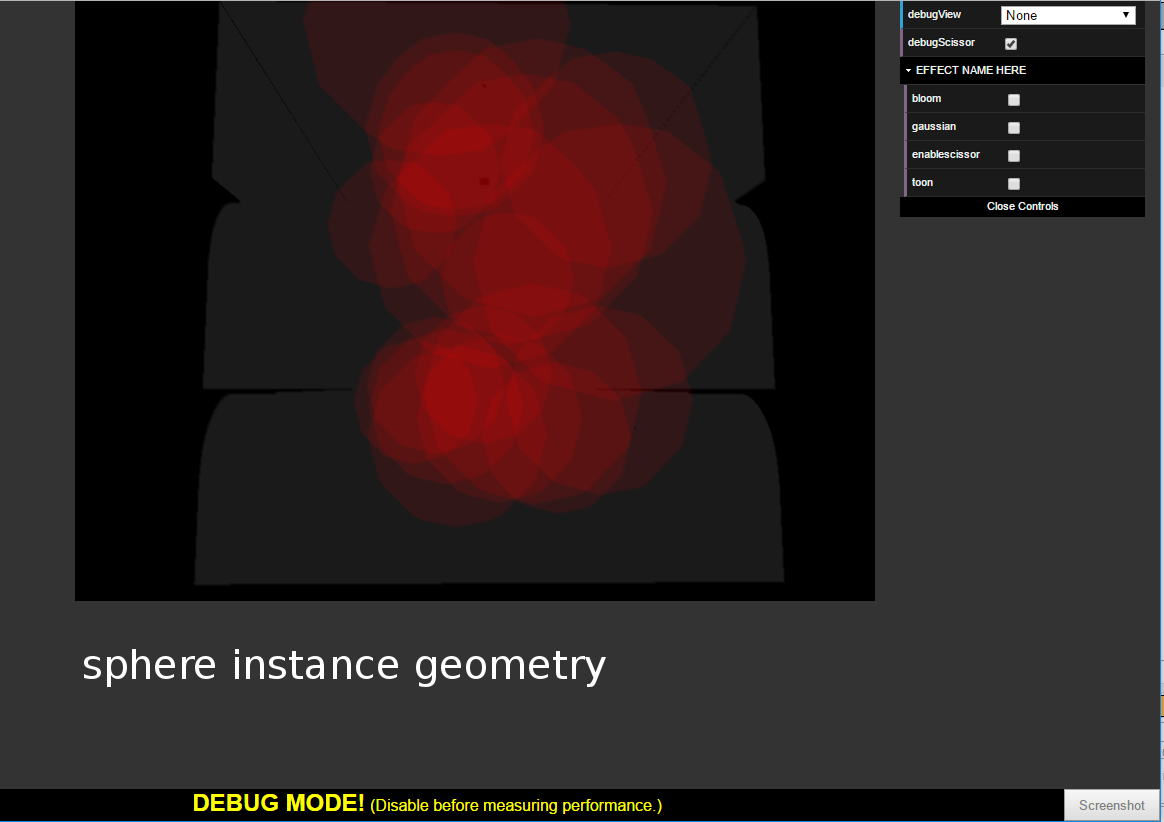 debugView None
debugScissor
EFFECT NAME HERE
bloom
gaussian
enablescissor
toon
Close Controls
sphere instance geometry
DEBUG MODE! (Disable before measuring performance.)
Screenshot